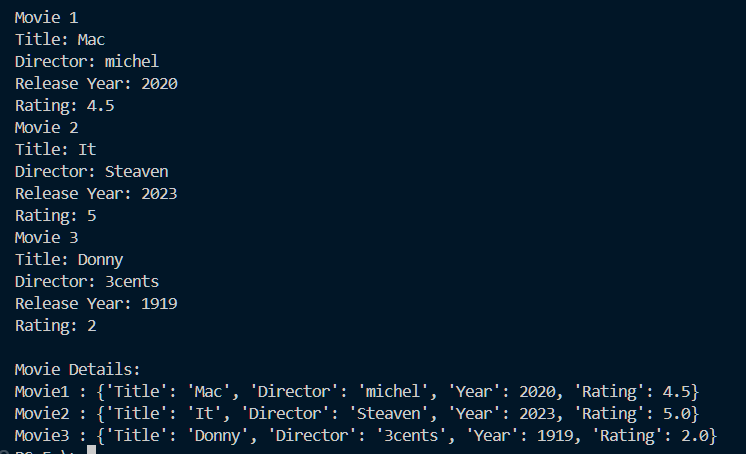 Movie 1
Title: Mac
Director: michel
Release Year: 2020
Rating: 4.5
Movie 2
Title: It
Director: Steaven
Release Year: 2023
Rating: 5
Movie 3
Title: Donny
Director: 3cents
Release Year: 1919
Rating: 2
Movie Details:
Movie1 : {'Title': 'Mac', 'Director': 'michel', 'Year': 2020, 'Rating': 4.5}
Movie2 : {'Title': 'It', 'Director': 'Steaven', 'Year': 2023, 'Rating': 5.0}
Movie3 : {'Title': 'Donny', 'Director': '3cents', 'Year': 1919, 'Rating': 2.0}